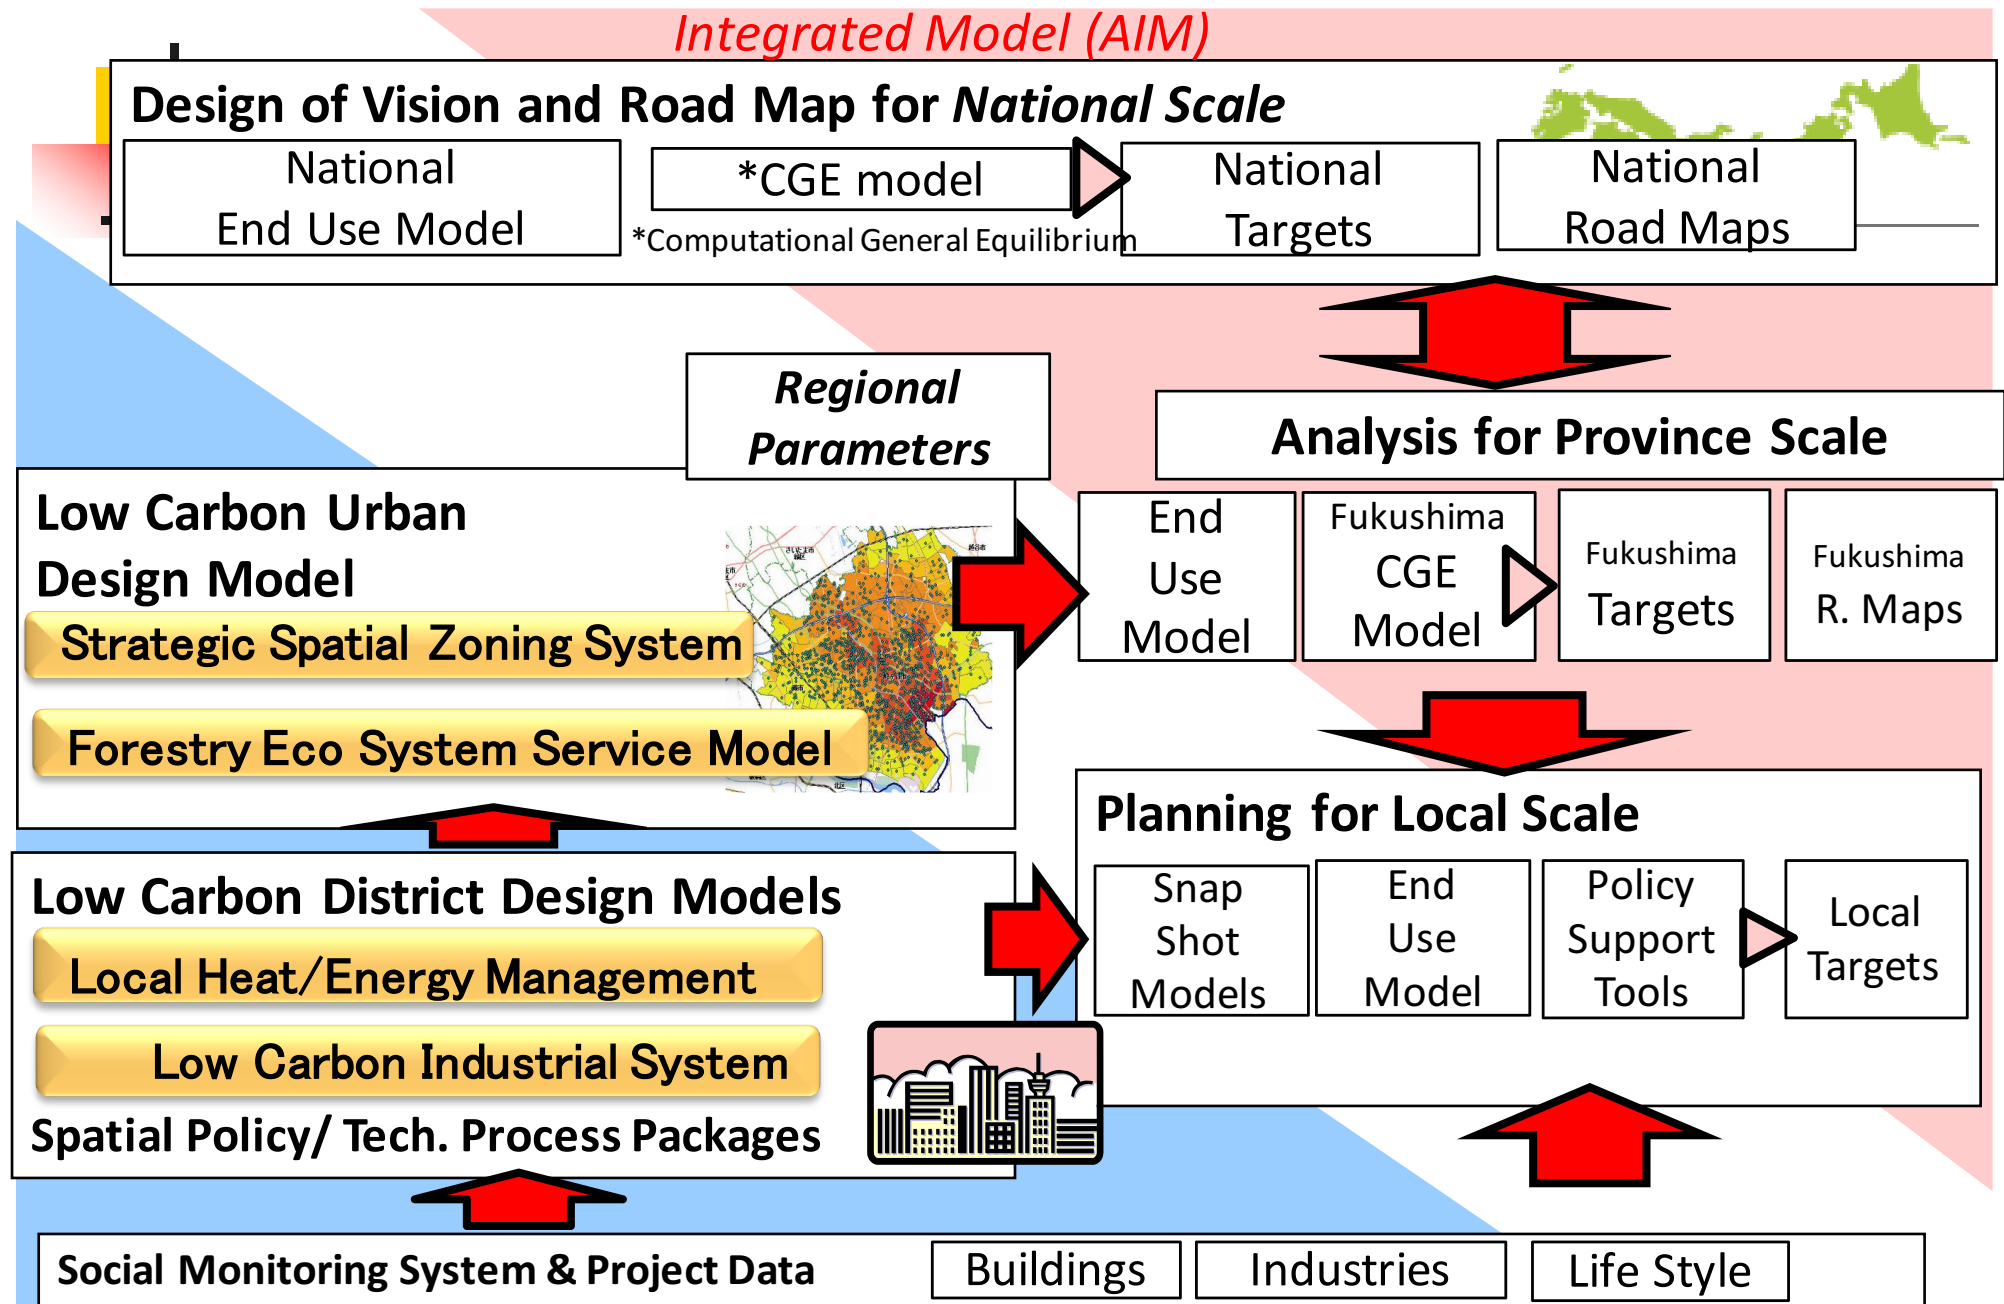 Integrated Model (AIM)
Design of Vision and Road Map for National Scale
National
End Use Model
*CGE model
*Computational General Equilibrium
National
Targets
National
Road Maps
Regional
Parameters
Analysis for Province Scale
Low Carbon Urban
Design Model
Strategic Spatial Zoning System
Forestry Eco System Service Model
End
Use
Model
Fukushima
CGE
Model
Fukushima
Targets
Fukushima
R. Maps
Low Carbon District Design Models
Local Heat/Energy Management
Low Carbon Industrial System
Spatial Policy/ Tech. Process Packages
Planning for Local Scale
Snap
Shot
Models
End
Use
Model
Policy
Support
Tools
Local
Targets
Social Monitoring System & Project Data
Buildings
Industries
Life Style